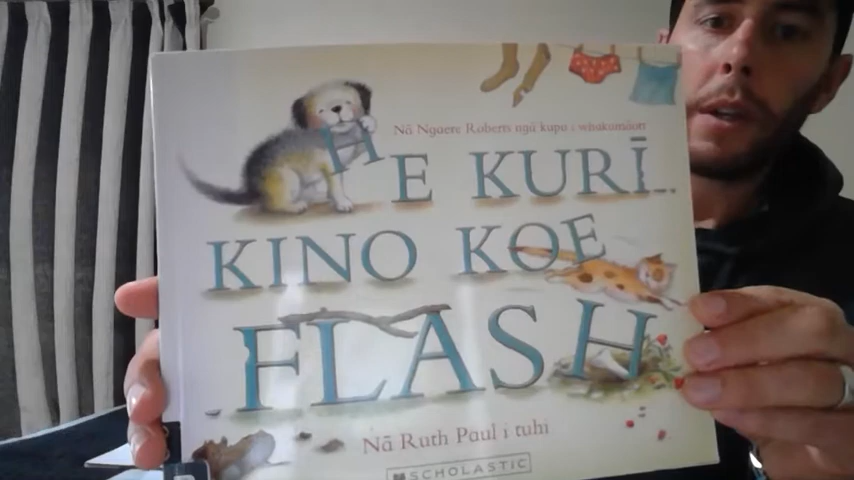 Nā Ngaere Roberts ngā kupu i whakamāori
HE KURĪ...
KINO KOE
FLASH
Nā Ruth Paul i tuhi
SCHOLASTIC